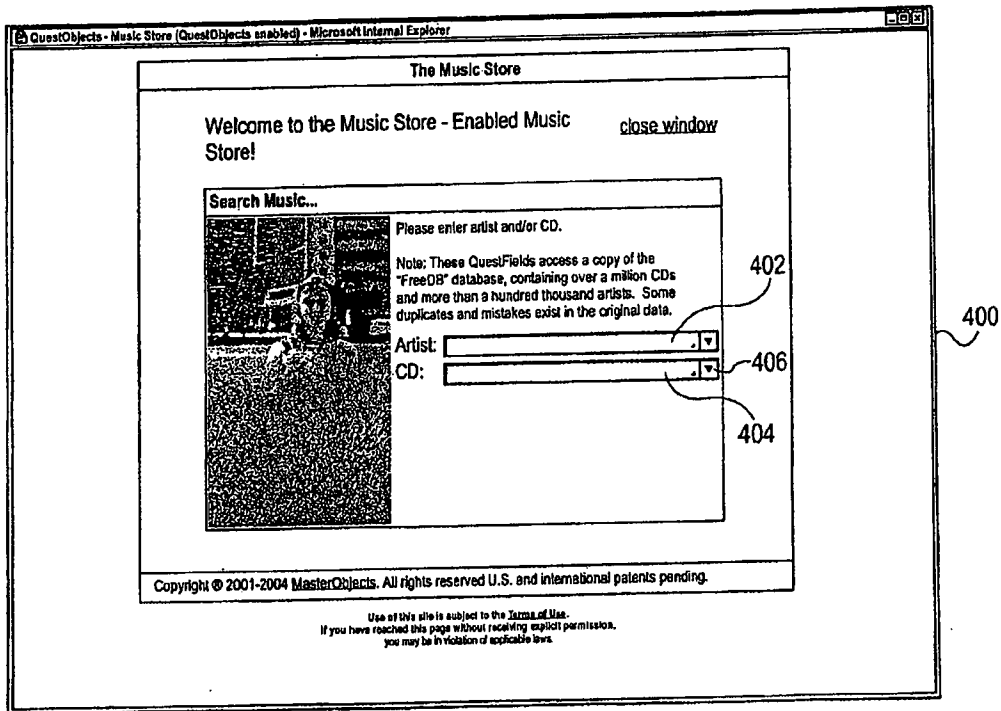 QuestObjects - Music Store (QuestObjects enabled) - Microsoft Internal Explorer
The Music Store
Welcome to the Music Store - Enabled Music
Store!
close window
Search Music...
Please enter artist and/or CD.
Note: These QuestFields access a copy of the
"FreeDB" database, containing over a million CDs
and more than a hundred thousand artists. Some
duplicates and mistakes exist in the original data.
402
Artist:
400
CD:
406
404
Copyright ® 2001-2004 MasterObjects. All rights reserved U.S. and international patents pending.
Use of this site is subject to the Terms of Use.
If you have reached this page without receiving explicit permission,
you may be in violation of applicable laws.